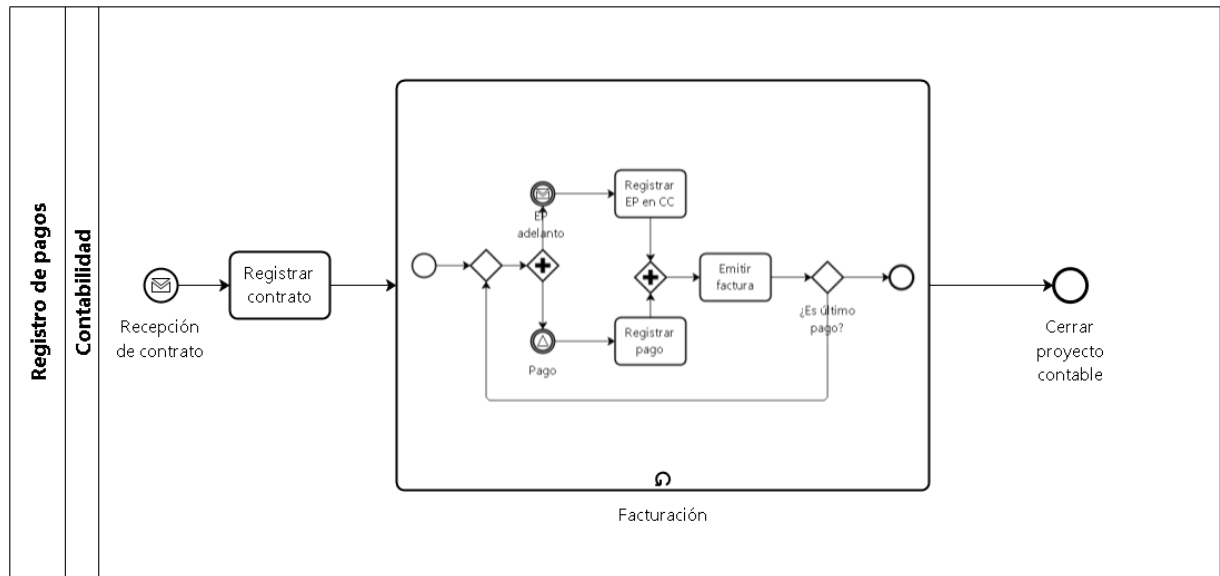 Registro de pagos
Contabilidad
Recepción
de contrato
Registrar
contrato
EP
adelanto
Registrar
EP en CC
Pago
Registrar
pago
Emitir
factura
¿Es último
pago?
Facturación
Cerrar
proyecto
contable